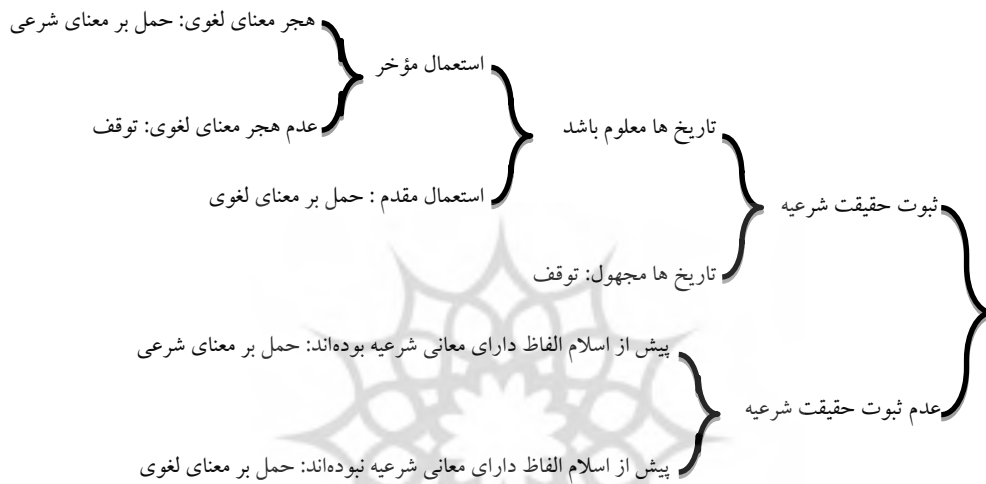 هجر معنای لغوی: حمل بر معنای شرعی
استعمال مؤخر
عدم هجر معنای لغوی: توقف
تاریخ ها معلوم باشد
استعمال مقدم : حمل بر معنای لغوی
ثبوت حقیقت شرعیه
تاریخ ها مجهول: توقف
پیش از اسلام الفاظ دارای معانی شرعیه بوده‌اند: حمل بر معنای شرعی
عدم ثبوت حقیقت شرعیه
پیش از اسلام الفاظ دارای معانی شرعیه نبوده‌اند: حمل بر معنای لغوی